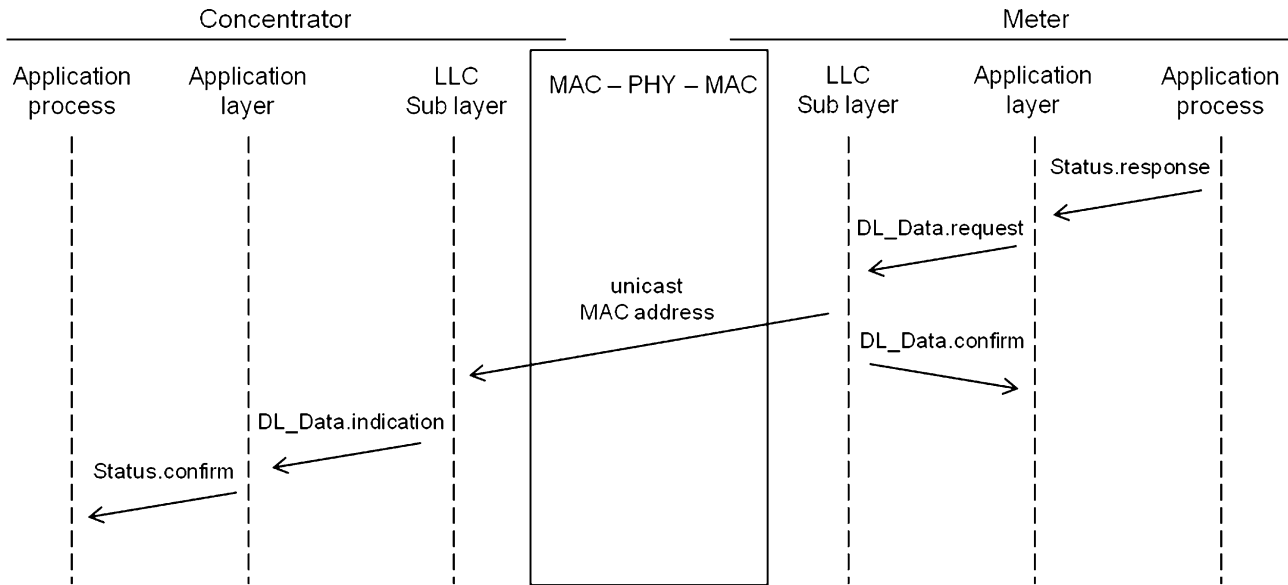 Concentrator
Meter
Application
process
Application
layer
LLC
Sub layer
MAC – PHY – MAC
LLC
Sub layer
Application
layer
Application
process
Status.response
DL_Data.request
unicast
MAC address
DL_Data.confirm
DL_Data.indication
Status.confirm